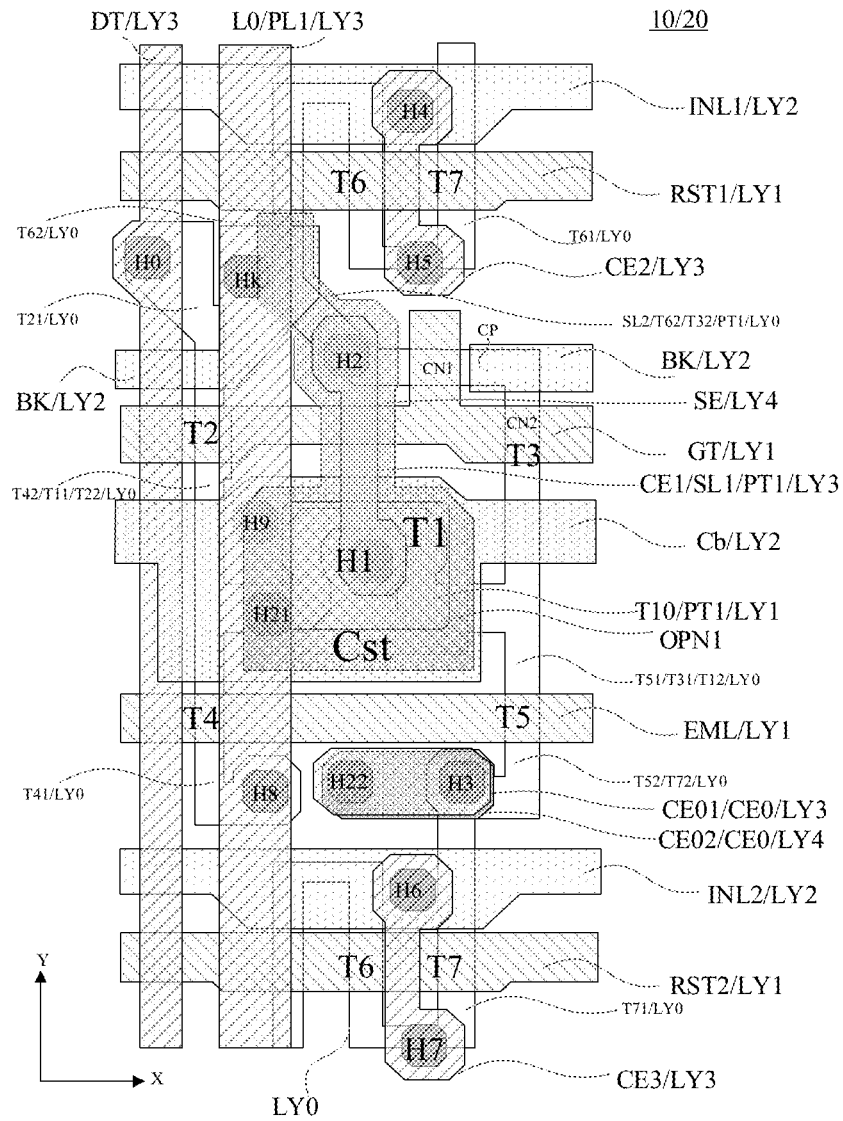 10/20
DT/LY3
L0/PL1/LY3
INL1/LY2
H4
T6
T7
RST1/LY1
T62/LY0
T61/LY0
H0
HK
H5
CE2/LY3
T21/LY0
SL2/T62/T32/PT1/LY0
H2
CP
CN1
BK/LY2
BK/LY2
SE/LY4
T2
CN2
T3
GT/LY1
T42/T11/T22/LY0
CE1/SL1/PT1/LY3
H9
T1
H1
Cb/LY2
H21
T10/PT1/LY1
Cst
OPN1
T51/T31/T12/LY0
T4
T5
EML/LY1
T41/LY0
H8
H22
H3
T52/T72/LY0
CE01/CE0/LY3
CE02/CE0/LY4
H6
INL2/LY2
T6
T7
Y
RST2/LY1
T71/LY0
H7
X
CE3/LY3
LY0